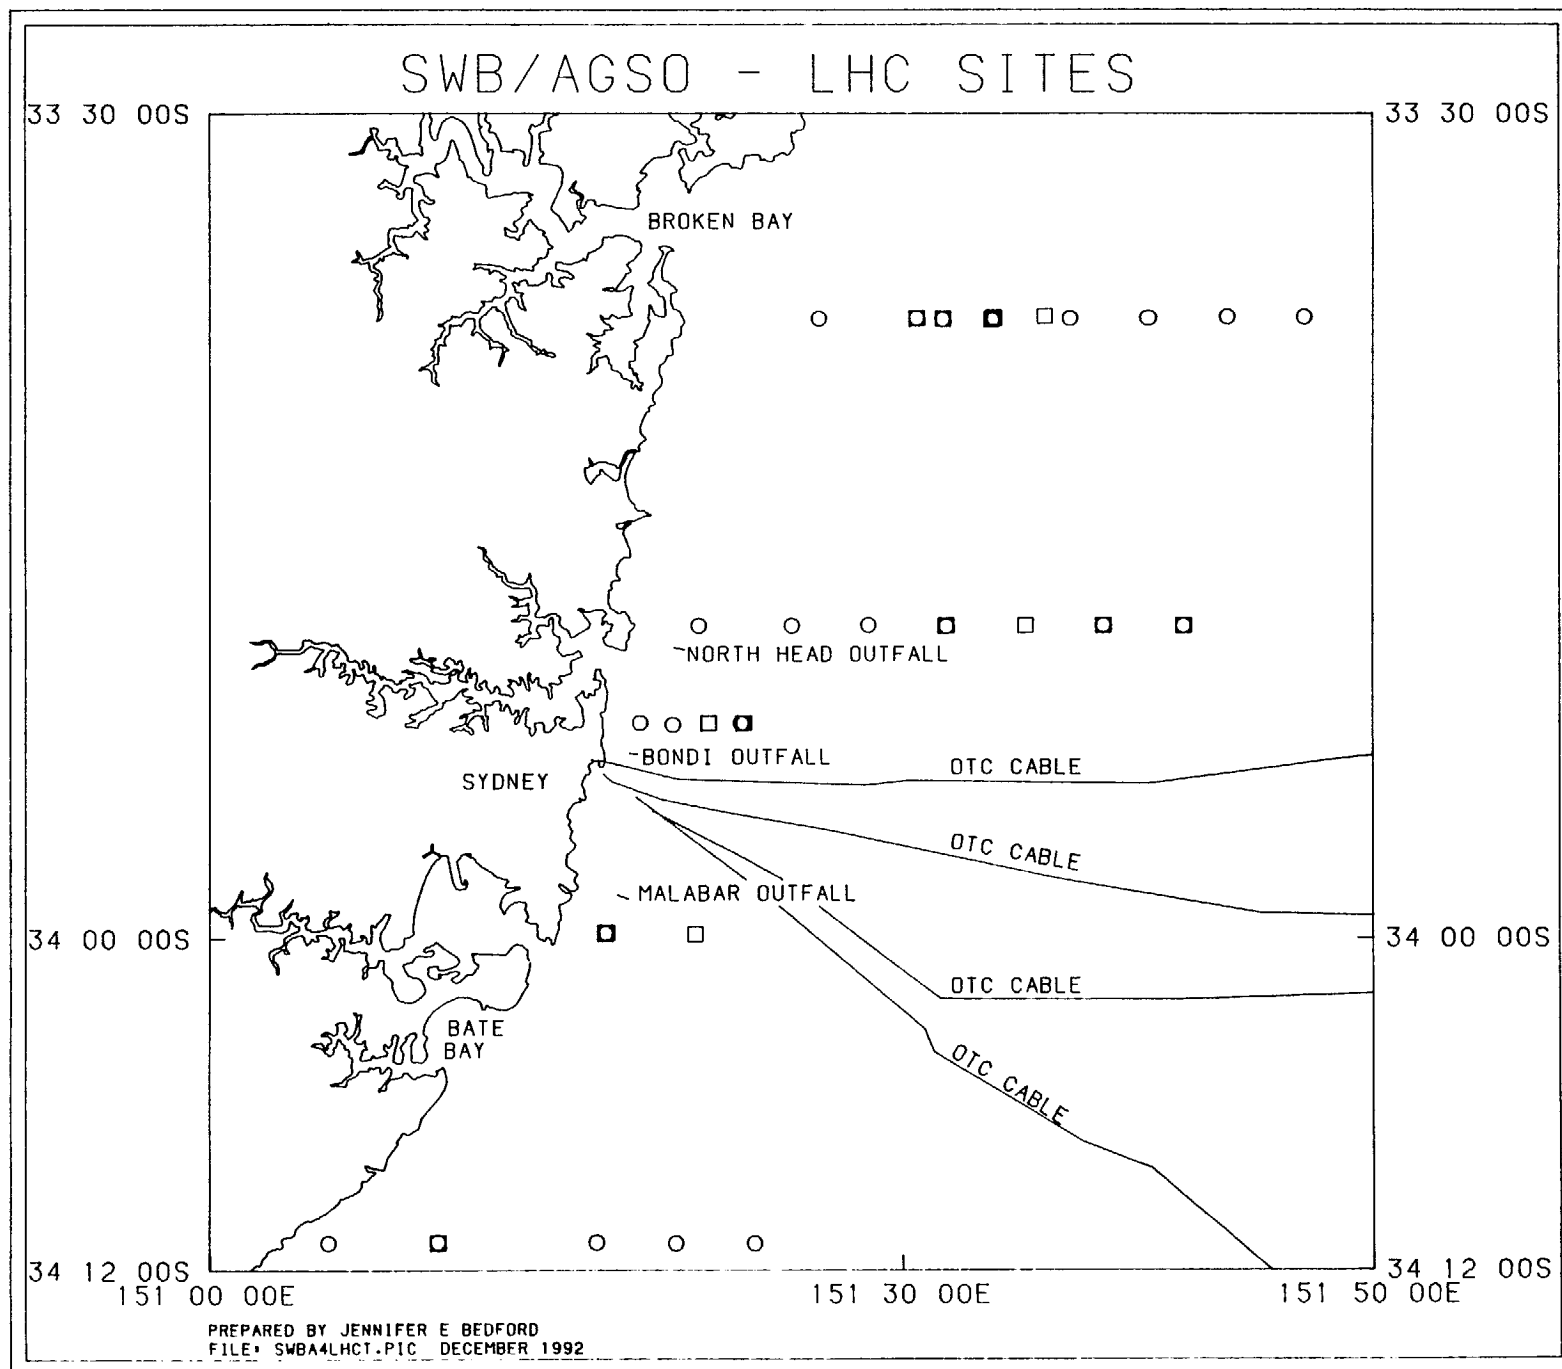 SWB/AGSO - LHC SITES
33 30 00S
33 30 00S
BROKEN BAY
NORTH HEAD OUTFALL
BONDI OUTFALL
SYDNEY
OTC CABLE
OTC CABLE
MALABAR OUTFALL
34 00 00S
34 00 00S
OTC CABLE
BATE
BAY
OTC CABLE
34 12 00S
34 12 00S
151 00 00E
151 30 00E
151 50 00E
PREPARED BY JENNIFER E BEDFORD
FILE: SWBA4LHCT.PIC DECEMBER 1992